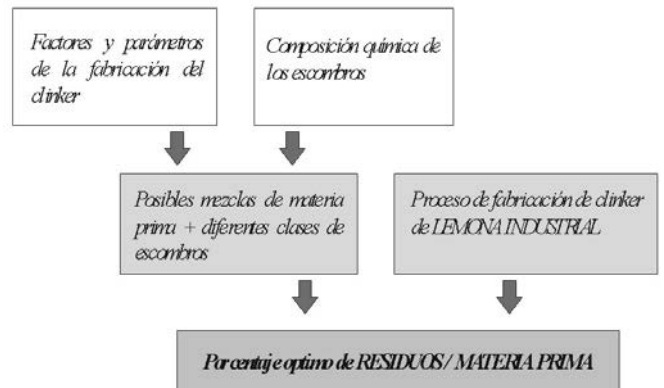 Factores y parámetros
de la fabricación del
clinker
Composición química de
los escombros
Posibles mezclas de materia
prima + diferentes clases de
escombros
Proceso de fabricación de clinker
de LEMONA INDUSTRIAL
Porcentaje optimo de RESIDUOS / MATERIA PRIMA